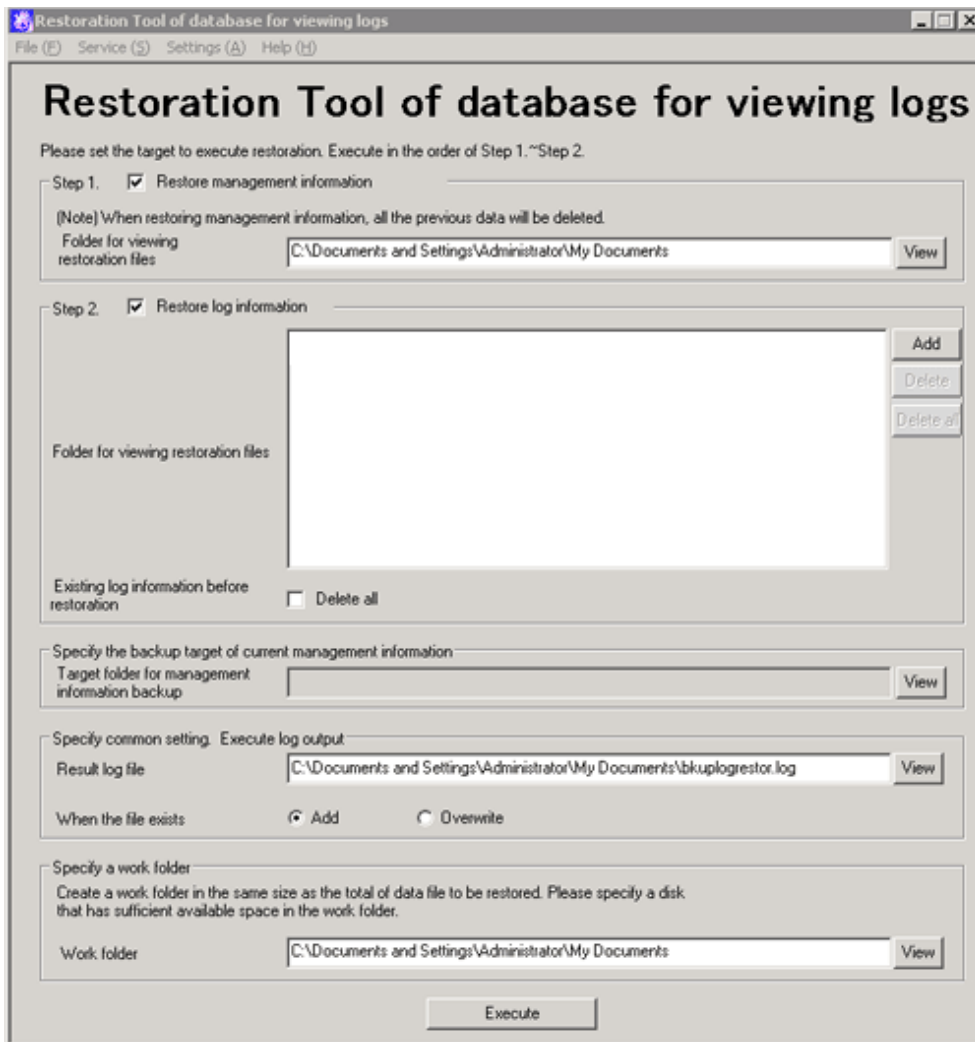 Restoration Tool of database for viewing logs
File (F) Service (S) Settings (A) Help (H)
Restoration Tool of database for viewing logs
Please set the target to execute restoration. Execute in the order of Step 1.~Step 2.
Step 1. Restore management information
(Note) When restoring management information, all the previous data will be deleted.
Folder for viewing
restoration files
C:\Documents and Settings\Administrator\My Documents
View
Step 2. Restore log information
Add
Delete
Delete all
Folder for viewing restoration files
Existing log information before
restoration
Delete all
Specify the backup target of current management information
Target folder for management
information backup
View
Specify common setting. Execute log output
Result log file
C:\Documents and Settings\Administrator\My Documents\bkuplogrestor.log
View
When the file exists
Add
Overwrite
Specify a work folder
Create a work folder in the same size as the total of data file to be restored. Please specify a disk
that has sufficient available space in the work folder.
Work folder
C:\Documents and Settings\Administrator\My Documents
View
Execute